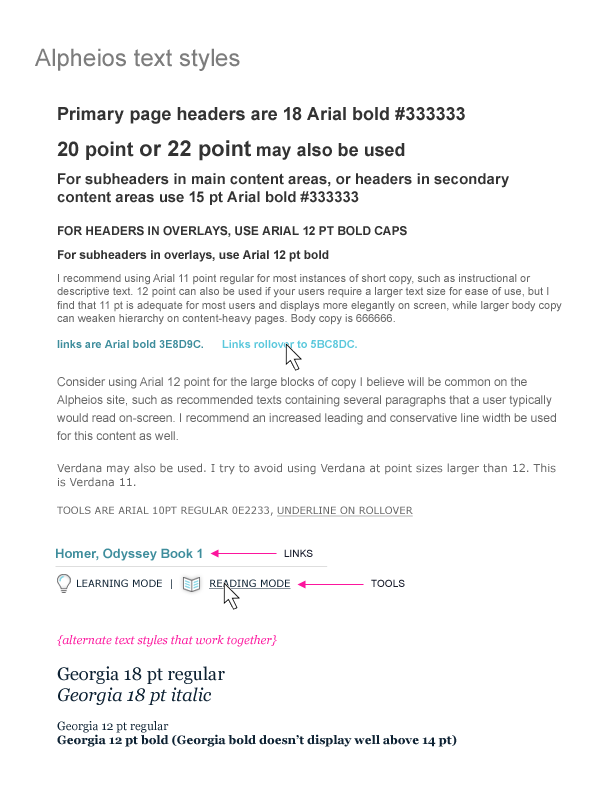 Alpheios text styles
Primary page headers are 18 Arial bold #333333
20 point or 22 point may also be used
For subheaders in main content areas, or headers in secondary
content areas use 15 pt Arial bold #333333
FOR HEADERS IN OVERLAYS, USE ARIAL 12 PT BOLD CAPS
For subheaders in overlays, use Arial 12 pt bold
I recommend using Arial 11 point regular for most instances of short copy, such as instructional or
descriptive text. 12 point can also be used if your users require a larger text size for ease of use, but I
find that 11 pt is adequate for most users and displays more elegantly on screen, while larger body copy
can weaken hierarchy on content-heavy pages. Body copy is 666666.
links are Arial bold 3E8D9C. Links rollover to 5BC8DC.
Consider using Arial 12 point for the large blocks of copy I believe will be common on the
Alpheios site, such as recommended texts containing several paragraphs that a user typically
would read on-screen. I recommend an increased leading and conservative line width be used
for this content as well.
Verdana may also be used. I try to avoid using Verdana at point sizes larger than 12. This
is Verdana 11.
TOOLS ARE ARIAL 10PT REGULAR 0E2233, UNDERLINE ON ROLLOVER
Homer, Odyssey Book 1 LINKS
LEARNING MODE | READING MODE TOOLS
{alternate text styles that work together}
Georgia 18 pt regular
Georgia 18 pt italic
Georgia 12 pt regular
Georgia 12 pt bold (Georgia bold doesn't display well above 14 pt)